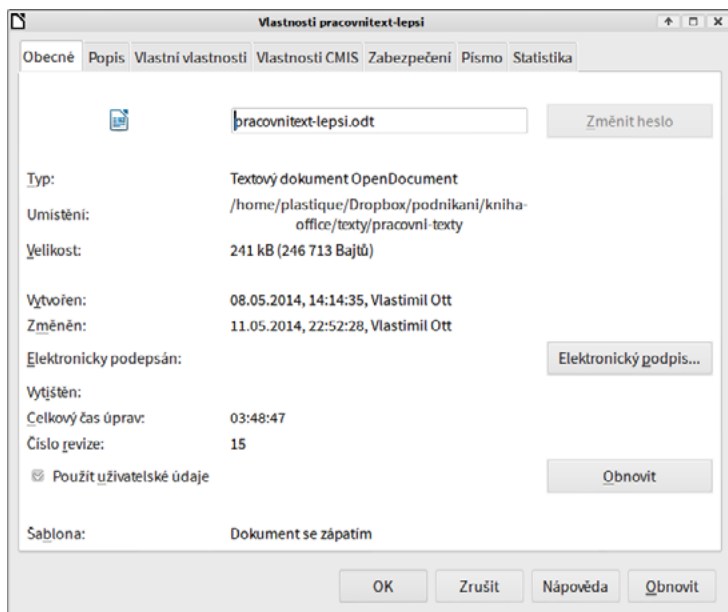 Vlastnosti pracovnitext-lepsi
Obecné Popis Vlastní vlastnosti Vlastnosti CMIS Zabezpečení Písmo Statistika
pracovnitext-lepsi.odt Změnit heslo
Typ: Textový dokument OpenDocument
Umístění: /home/plastique/Dropbox/podnikani/kniha-
office/texty/pracovni-texty
Velikost: 241 kB (246 713 Bajtů)
Vytvořen: 08.05.2014, 14:14:35, Vlastimil Ott
Změněn: 11.05.2014, 22:52:28, Vlastimil Ott
Elektronicky podepsán: Elektronický podpis...
Vytištěn:
Celkový čas úprav: 03:48:47
Číslo revize: 15
Použít uživatelské údaje Obnovit
Šablona: Dokument se zápatím
OK Zrušit Nápověda Obnovit